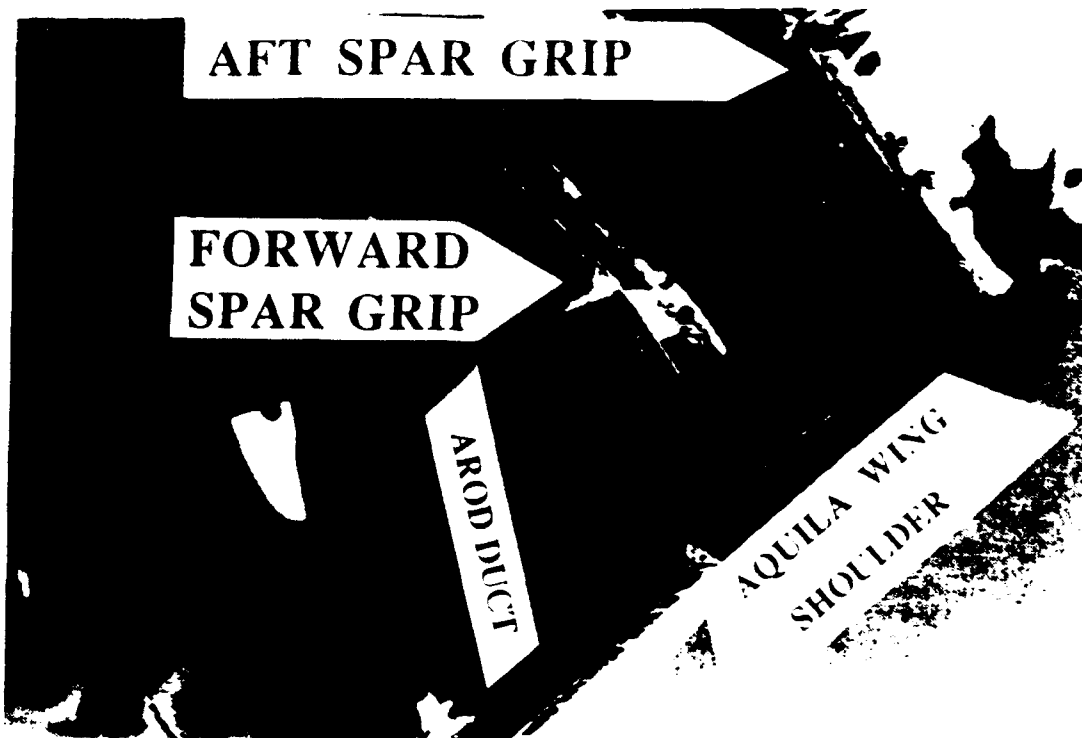 AFT SPAR GRIP
FORWARD
SPAR GRIP
AROD DUCT
AQUILA WING
SHOULDER